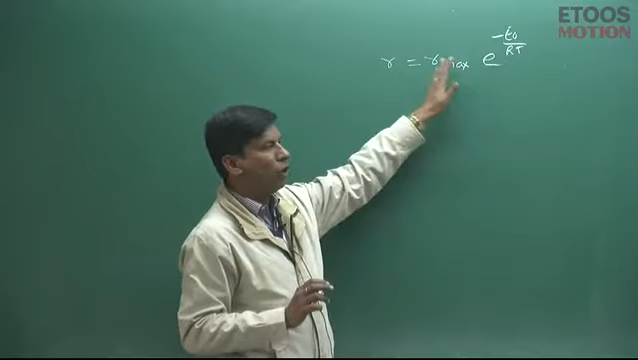 ETOOS
MOTION
r = rmax e^(-E0/RT)